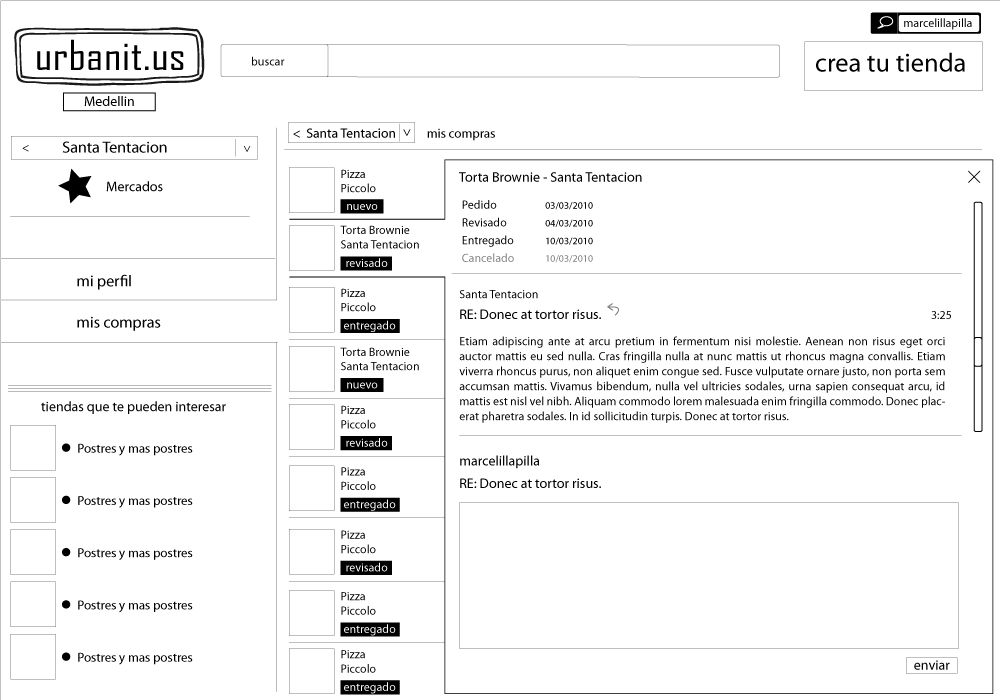 marcelillapilla
urbanit.us
buscar
crea tu tienda
Medellin
< Santa Tentacion v
Mercados
mi perfil
mis compras
tiendas que te pueden interesar
Postres y mas postres
Postres y mas postres
Postres y mas postres
Postres y mas postres
Postres y mas postres
< Santa Tentacion v
mis compras
Pizza
Piccolo
nuevo
Torta Brownie
Santa Tentacion
revisado
Pizza
Piccolo
entregado
Torta Brownie
Santa Tentacion
nuevo
Pizza
Piccolo
revisado
Pizza
Piccolo
entregado
Pizza
Piccolo
revisado
Pizza
Piccolo
entregado
Pizza
Piccolo
entregado
Torta Brownie - Santa Tentacion
Pedido 03/03/2010
Revisado 04/03/2010
Entregado 10/03/2010
Cancelado 10/03/2010
Santa Tentacion
RE: Donec at tortor risus.
3:25
Etiam adipiscing ante at arcu pretium in fermentum nisi molestie. Aenean non risus eget orci
auctor mattis eu sed nulla. Cras fringilla nulla at nunc mattis ut rhoncus magna convallis. Etiam
viverra rhoncus purus, non aliquet enim congue sed. Fusce vulputate ornare justo, non porta sem
accumsan mattis. Vivamus bibendum, nulla vel ultricies sodales, urna sapien consequat arcu, id
mattis est nisl vel nibh. Aliquam commodo lorem malesuada enim fringilla commodo. Donec plac-
erat pharetra sodales. In id sollicitudin turpis. Donec at tortor risus.
marcelillapilla
RE: Donec at tortor risus.
enviar